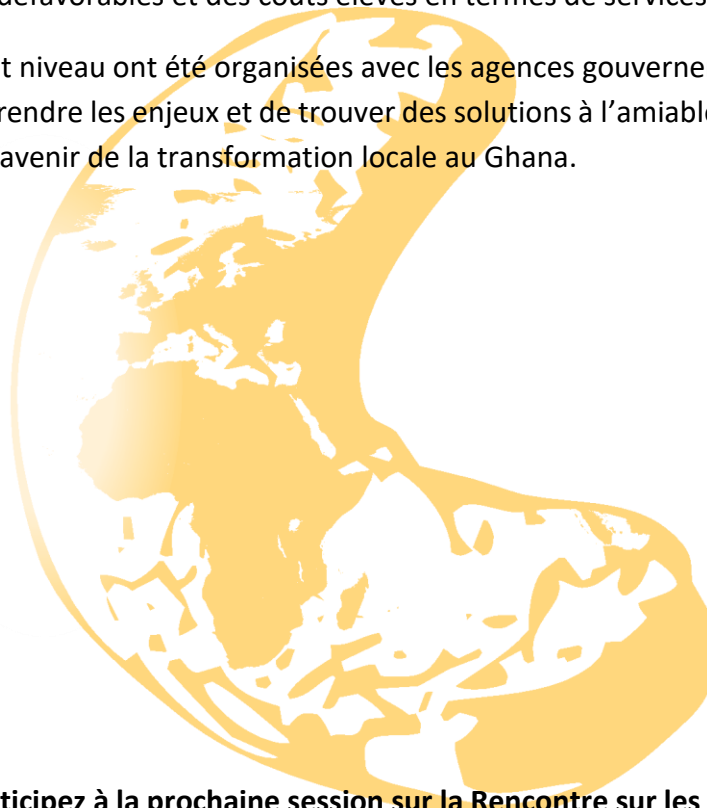 défavorables et des coûts élevés en termes de services
t niveau ont été organisées avec les agences gouverne
rendre les enjeux et de trouver des solutions à l’amiable
avenir de la transformation locale au Ghana.
ticipez à la prochaine session sur la Rencontre sur les